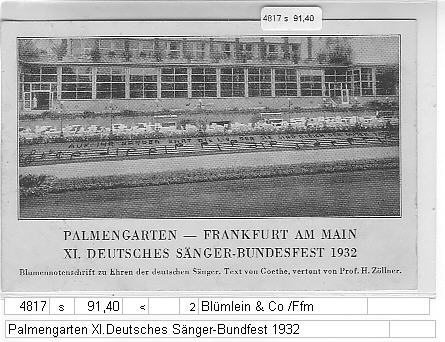 4817 s 91,40
PALMENGARTEN — FRANKFURT AM MAIN
XI. DEUTSCHES SÄNGER-BUNDESFEST 1932
Blumennotenschrift zu Ehren der deutschen Sänger. Text von Goethe, vertont von Prof. H. Zöllner.
4817 s 91,40 < 2 Blümlein & Co /Ffm
Palmengarten XI.Deutsches Sänger-Bundfest 1932